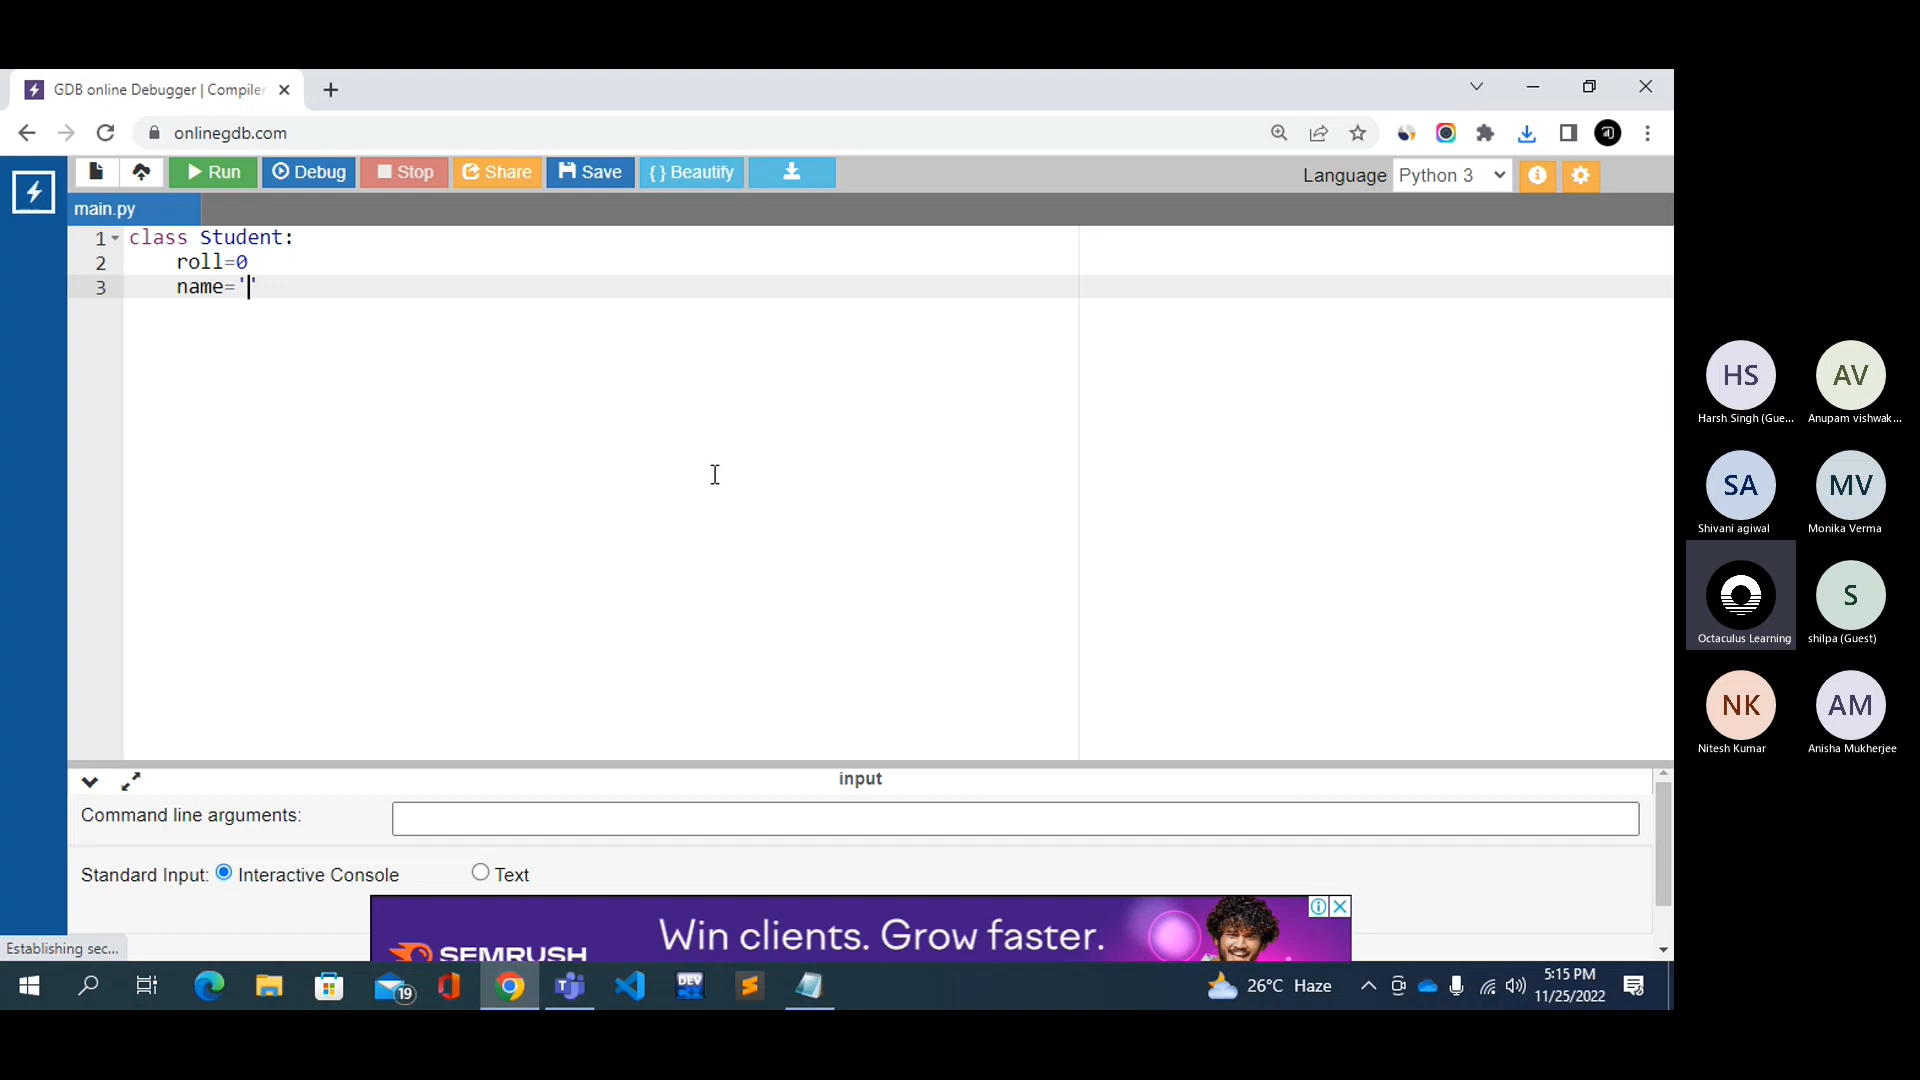 GDB online Debugger | Compiler
onlinegdb.com
Run Debug Stop Share Save { } Beautify
Language Python 3
main.py
1 class Student:
2 roll=0
3 name=''
input
Command line arguments:
Standard Input: Interactive Console Text
Win clients. Grow faster.
SEMRUSH
Establishing sec...
19
DEV
26°C Haze
5:15 PM
11/25/2022
HS AV
Harsh Singh (Gue... Anupam vishwak...
SA MV
Shivani agiwal Monika Verma
S
Octaculus Learning shilpa (Guest)
NK AM
Nitesh Kumar Anisha Mukherjee